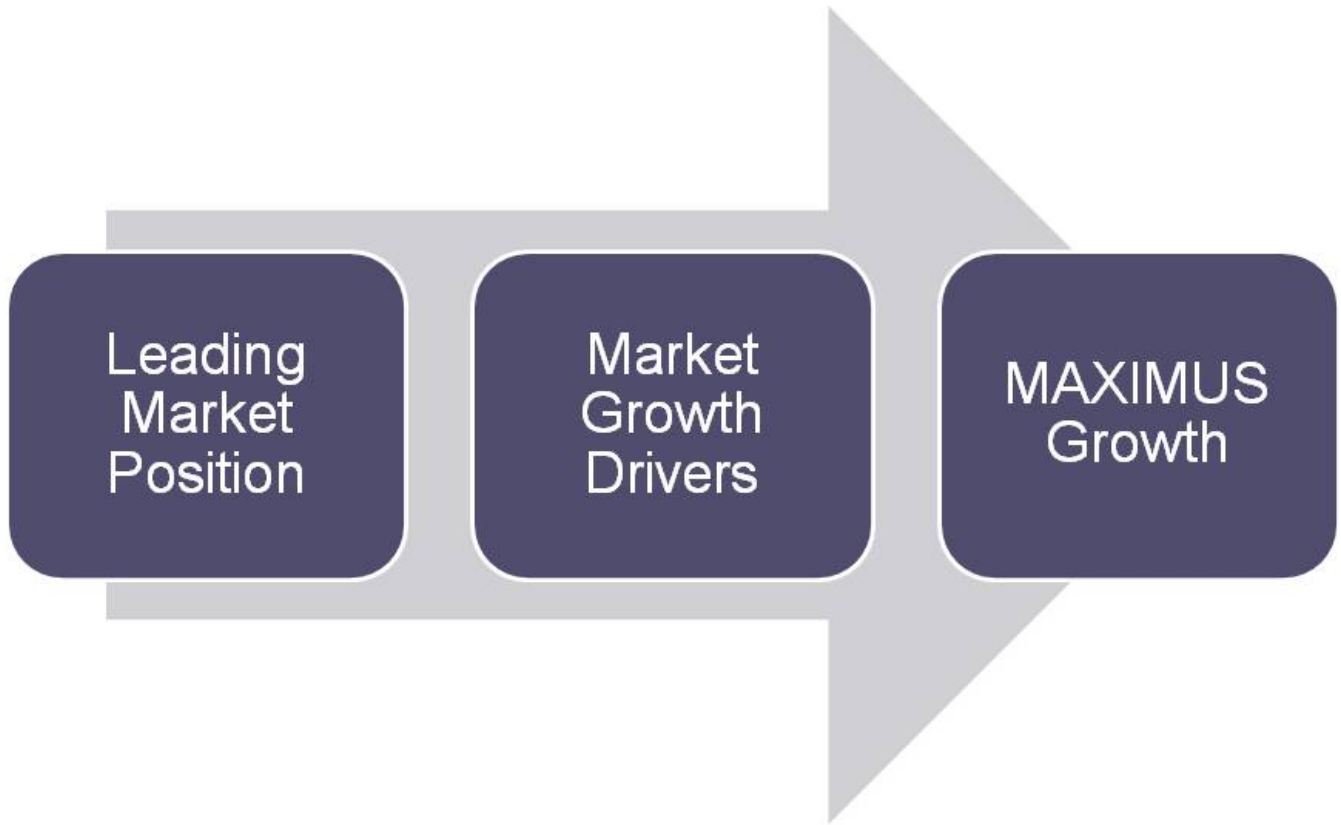 Leading
Market
Position
Market
Growth
Drivers
MAXIMUS
Growth